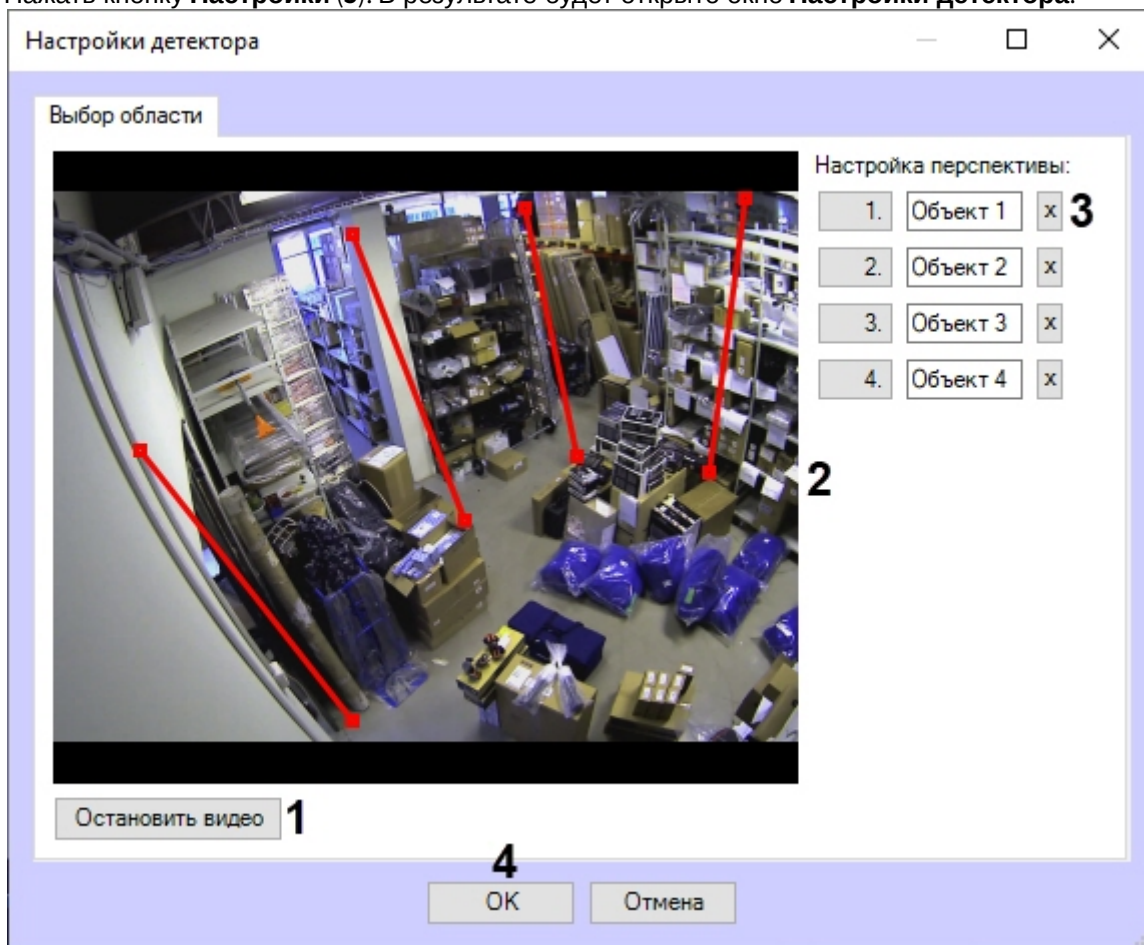 Нажать кнопку Настройки (3). В результате будет открыто окно Настройки детектора.
Настройки детектора
Выбор области
Настройка перспективы:
1. Объект 1 x 3
2. Объект 2 x
3. Объект 3 x
4. Объект 4 x
2
Остановить видео 1
4
OK Отмена